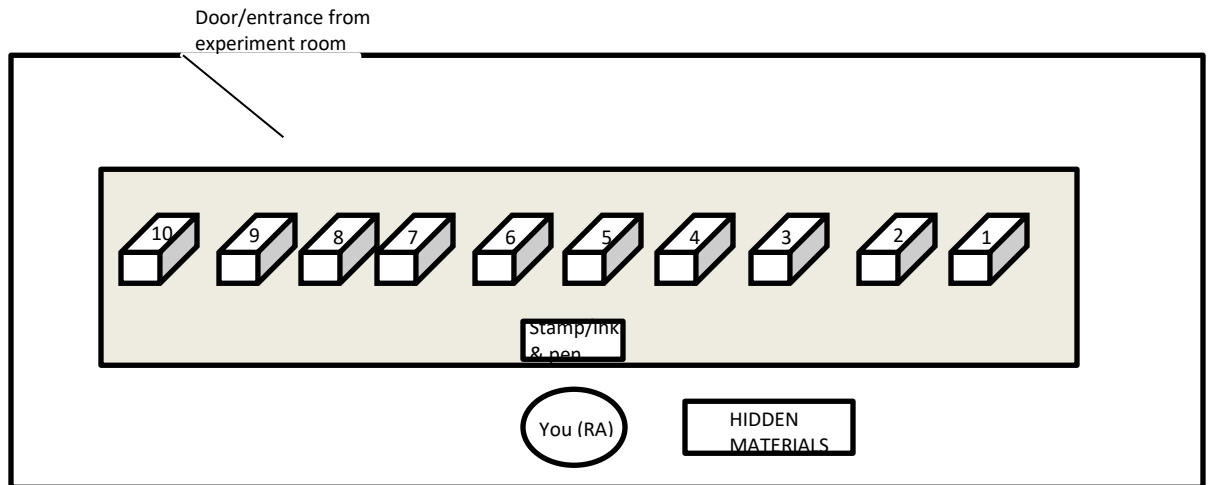 Door/entrance from
experiment room
10 9 8 7 6 5 4 3 2 1
Stamp/ink
& pen
You (RA)
HIDDEN
MATERIALS